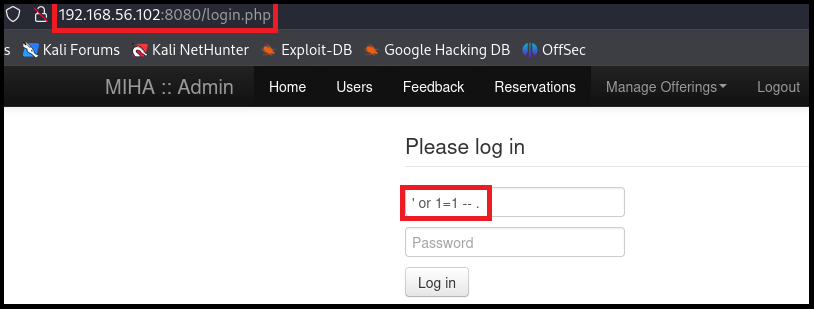 192.168.56.102:8080/login.php
s Kali Forums Kali NetHunter Exploit-DB Google Hacking DB OffSec
MIHA :: Admin Home Users Feedback Reservations Manage Offerings Logout
Please log in
' or 1=1 -- .
Password
Log in